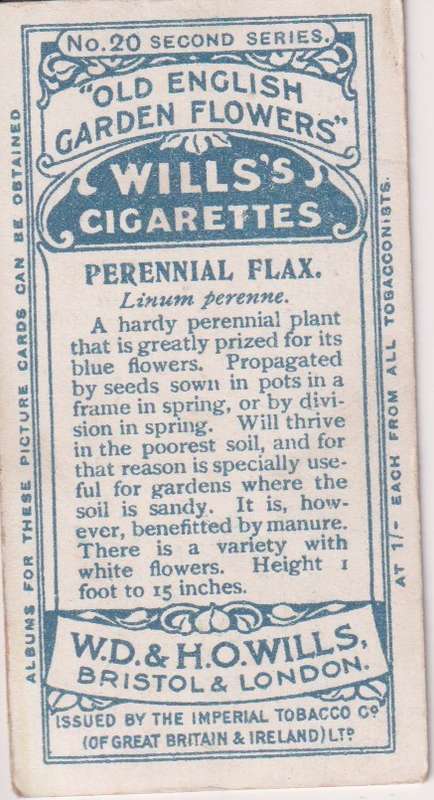 No. 20 SECOND SERIES.
"OLD ENGLISH
GARDEN FLOWERS"
WILLS'S
CIGARETTES
PERENNIAL FLAX.
Linum perenne.
A hardy perennial plant
that is greatly prized for its
blue flowers. Propagated
by seeds sown in pots in a
frame in spring, or by divi-
sion in spring. Will thrive
in the poorest soil, and for
that reason is specially use-
ful for gardens where the
soil is sandy. It is, how-
ever, benefitted by manure.
There is a variety with
white flowers. Height 1
foot to 15 inches.
W.D. & H.O. WILLS,
BRISTOL & LONDON.
ISSUED BY THE IMPERIAL TOBACCO Co
(OF GREAT BRITAIN & IRELAND) LTD
ALBUMS FOR THESE PICTURE CARDS CAN BE OBTAINED
AT 1/- EACH FROM ALL TOBACCONISTS.